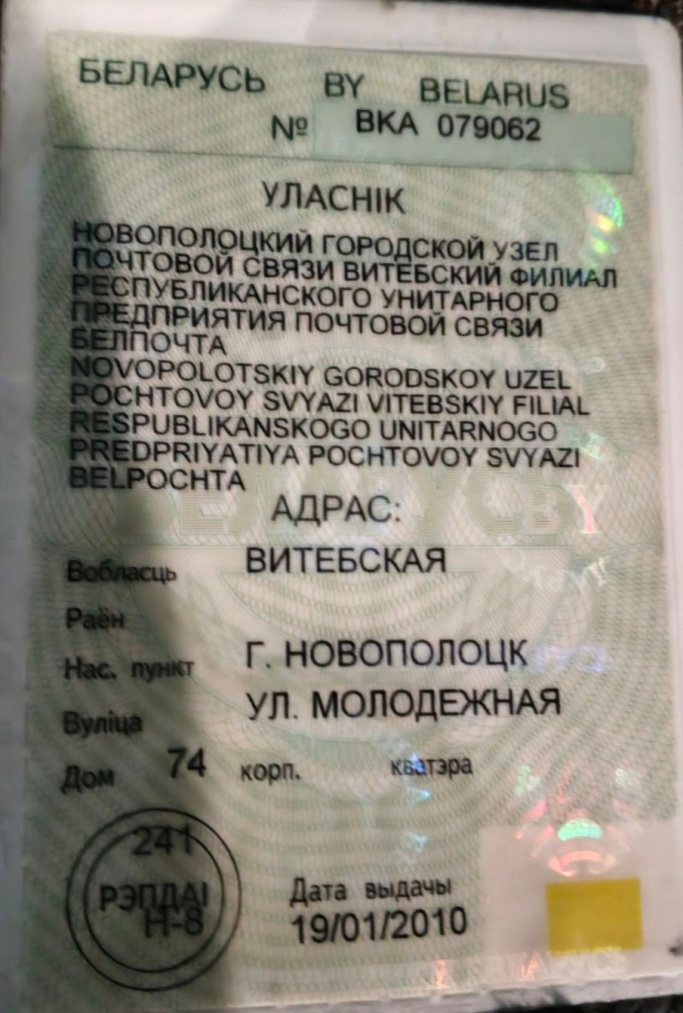 БЕЛАРУСЬ BY BELARUS
№ ВКА 079062
УЛАСНІК
НОВОПОЛОЦКИЙ ГОРОДСКОЙ УЗЕЛ
ПОЧТОВОЙ СВЯЗИ ВИТЕБСКИЙ ФИЛИАЛ
РЕСПУБЛИКАНСКОГО УНИТАРНОГО
ПРЕДПРИЯТИЯ ПОЧТОВОЙ СВЯЗИ
БЕЛПОЧТА
NOVOPOLOTSKIY GORODSKOY UZEL
POCHTOVOY SVYAZI VITEBSKIY FILIAL
RESPUBLIKANSKOGO UNITARNOGO
PREDPRIYATIYA POCHTOVOY SVYAZI
BELPOCHTA
АДРАС:
Вобласць ВИТЕБСКАЯ
Раён
Нас. пункт Г. НОВОПОЛОЦК
Вуліца УЛ. МОЛОДЕЖНАЯ
Дом 74 корп. кватэра
241
РЭПДАІ
Н-8
Дата выдачы
19/01/2010